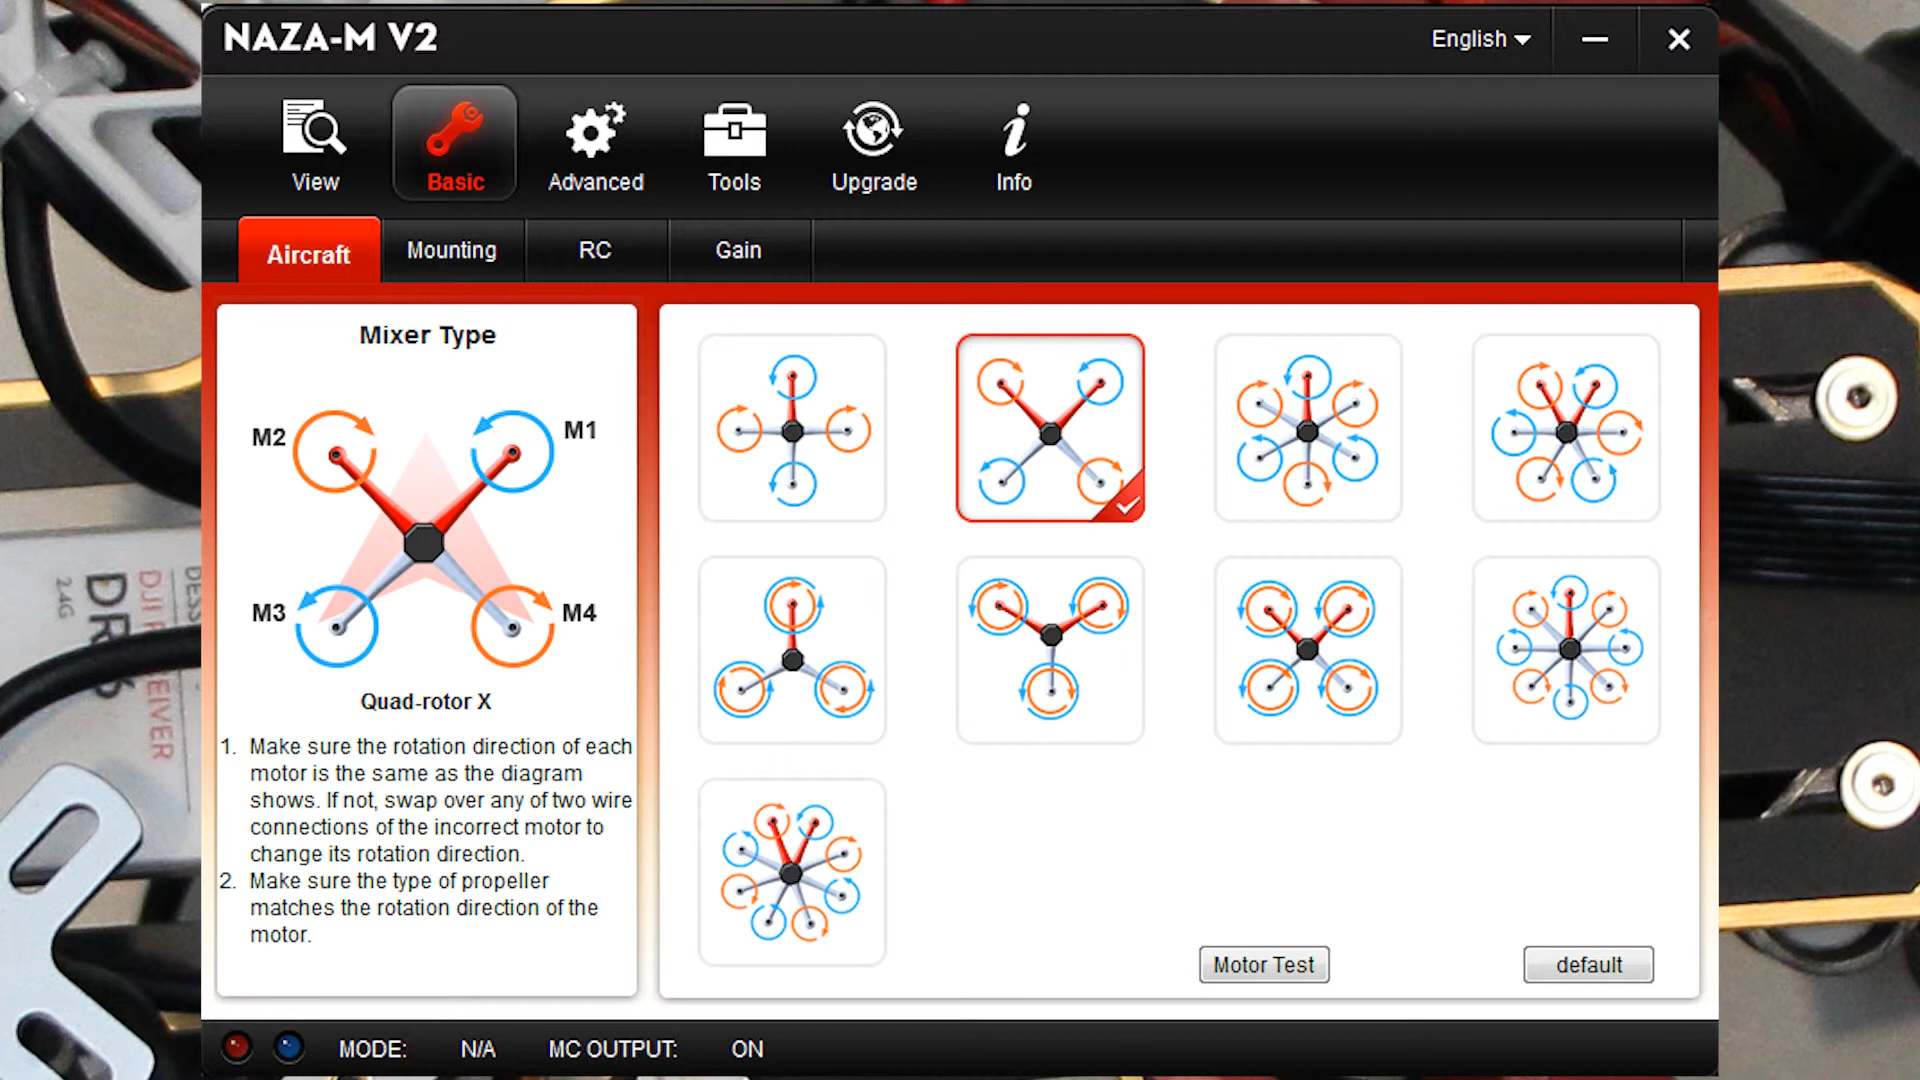 NAZA-M V2
English
View
Basic
Advanced
Tools
Upgrade
Info
Aircraft
Mounting
RC
Gain
Mixer Type
M2
M1
M3
M4
Quad-rotor X
1. Make sure the rotation direction of each
motor is the same as the diagram
shows. If not, swap over any of two wire
connections of the incorrect motor to
change its rotation direction.
2. Make sure the type of propeller
matches the rotation direction of the
motor.
Motor Test
default
MODE: N/A MC OUTPUT: ON
2.4G